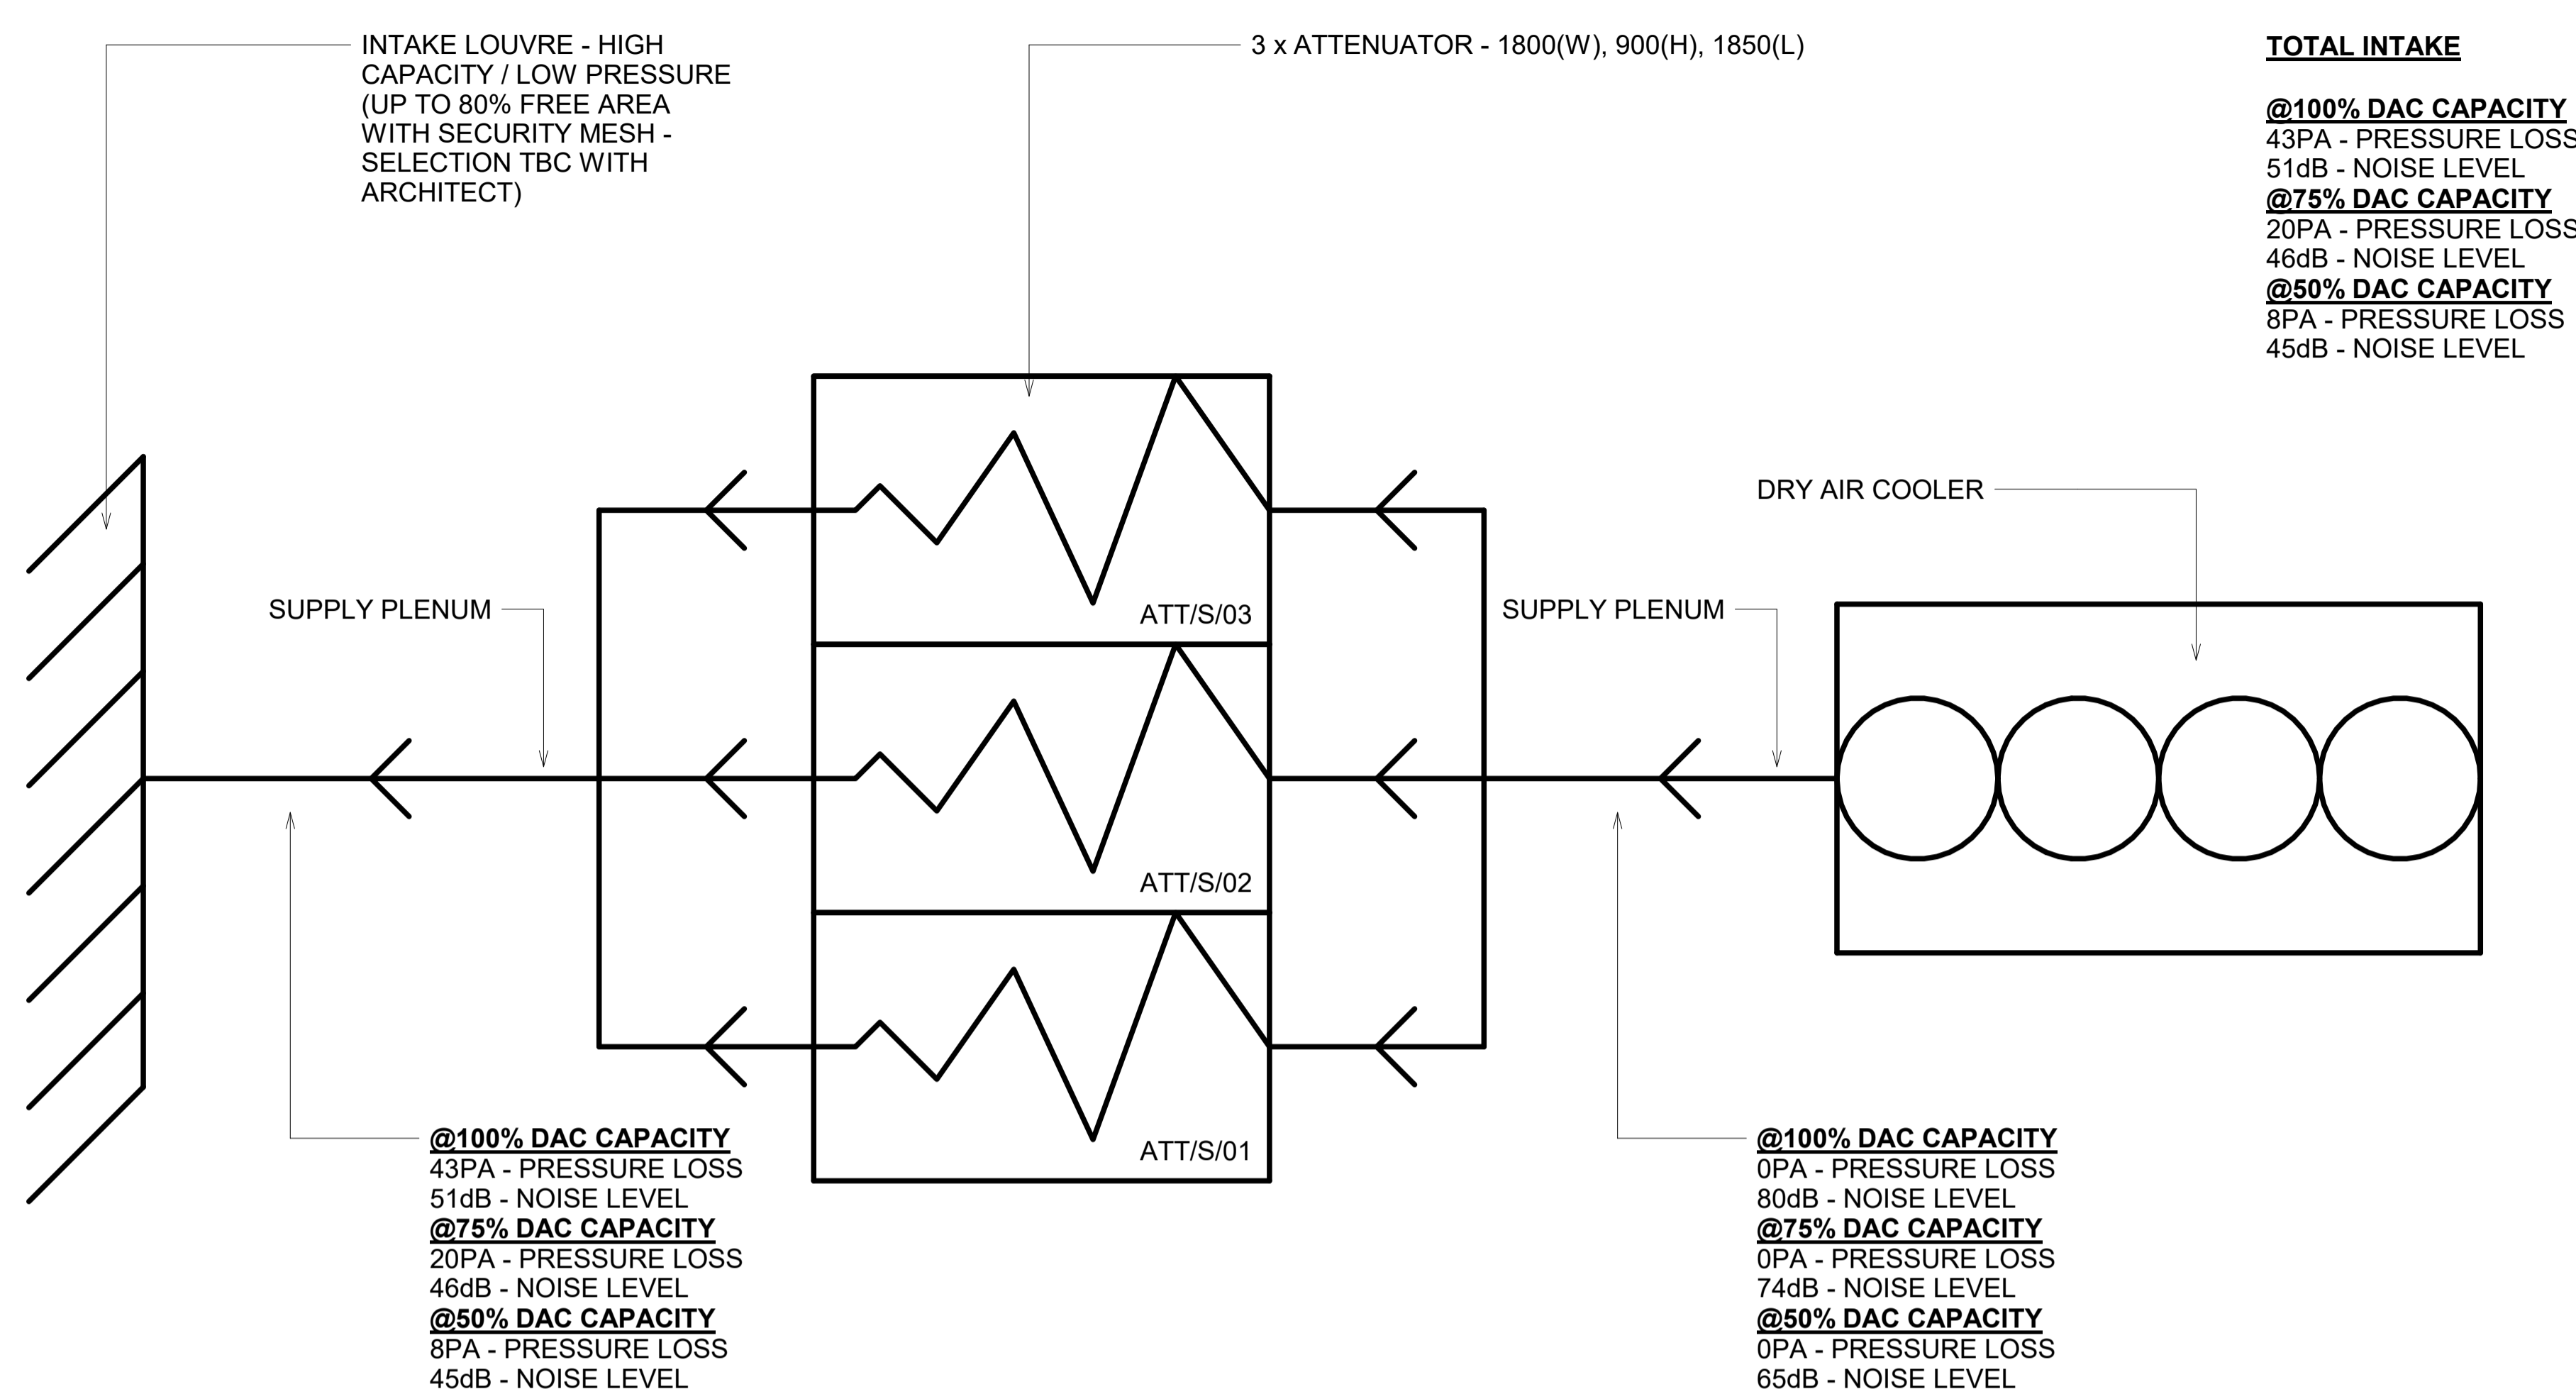 INTAKE LOUVRE - HIGH
CAPACITY / LOW PRESSURE
(UP TO 80% FREE AREA
WITH SECURITY MESH -
SELECTION TBC WITH
ARCHITECT)
3 x ATTENUATOR - 1800(W), 900(H), 1850(L)
TOTAL INTAKE
@100% DAC CAPACITY
43PA - PRESSURE LOSS
51dB - NOISE LEVEL
@75% DAC CAPACITY
20PA - PRESSURE LOSS
46dB - NOISE LEVEL
@50% DAC CAPACITY
8PA - PRESSURE LOSS
45dB - NOISE LEVEL
DRY AIR COOLER
SUPPLY PLENUM
ATT/S/03
SUPPLY PLENUM
ATT/S/02
ATT/S/01
@100% DAC CAPACITY
43PA - PRESSURE LOSS
51dB - NOISE LEVEL
@75% DAC CAPACITY
20PA - PRESSURE LOSS
46dB - NOISE LEVEL
@50% DAC CAPACITY
8PA - PRESSURE LOSS
45dB - NOISE LEVEL
@100% DAC CAPACITY
0PA - PRESSURE LOSS
80dB - NOISE LEVEL
@75% DAC CAPACITY
0PA - PRESSURE LOSS
74dB - NOISE LEVEL
@50% DAC CAPACITY
0PA - PRESSURE LOSS
65dB - NOISE LEVEL